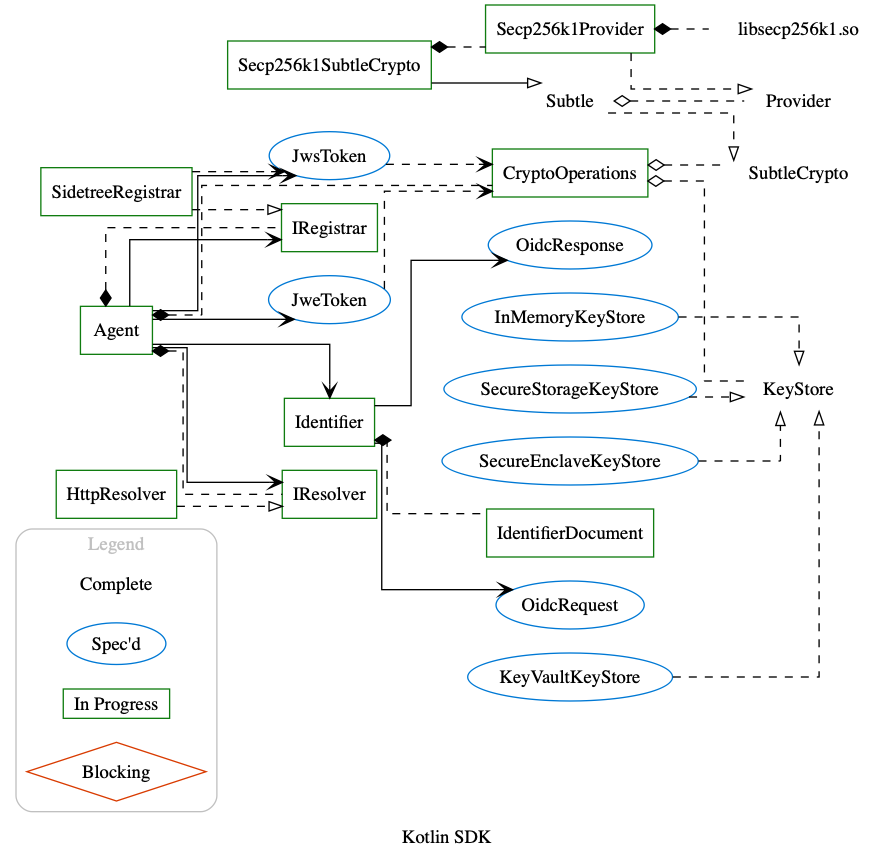 Secp256k1Provider
libsecp256k1.so
Secp256k1SubtleCrypto
Subtle
Provider
JwsToken
CryptoOperations
SubtleCrypto
SidetreeRegistrar
IRegistrar
OidcResponse
JweToken
InMemoryKeyStore
Agent
SecureStorageKeyStore
KeyStore
Identifier
SecureEnclaveKeyStore
HttpResolver
IResolver
IdentifierDocument
Legend
Complete
OidcRequest
Spec'd
KeyVaultKeyStore
In Progress
Blocking
Kotlin SDK